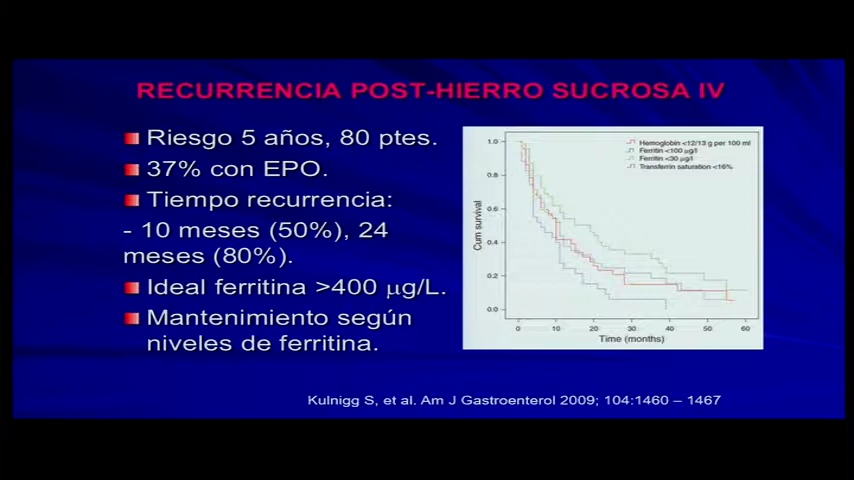 RECURRENCIA POST-HIERRO SUCROSA IV
Riesgo 5 años, 80 ptes.
37% con EPO.
Tiempo recurrencia:
- 10 meses (50%), 24
meses (80%).
Ideal ferritina >400 μg/L.
Mantenimiento según
niveles de ferritina.
Hemoglobin <12/13 g per 100 ml
Ferritin <100 μg/l
Ferritin <30 μg/l
Transferrin saturation <16%
Cum survival
1.0
0.8
0.6
0.4
0.2
0.0
0 10 20 30 40 50 60
Time (months)
Kulnigg S, et al. Am J Gastroenterol 2009; 104:1460 – 1467